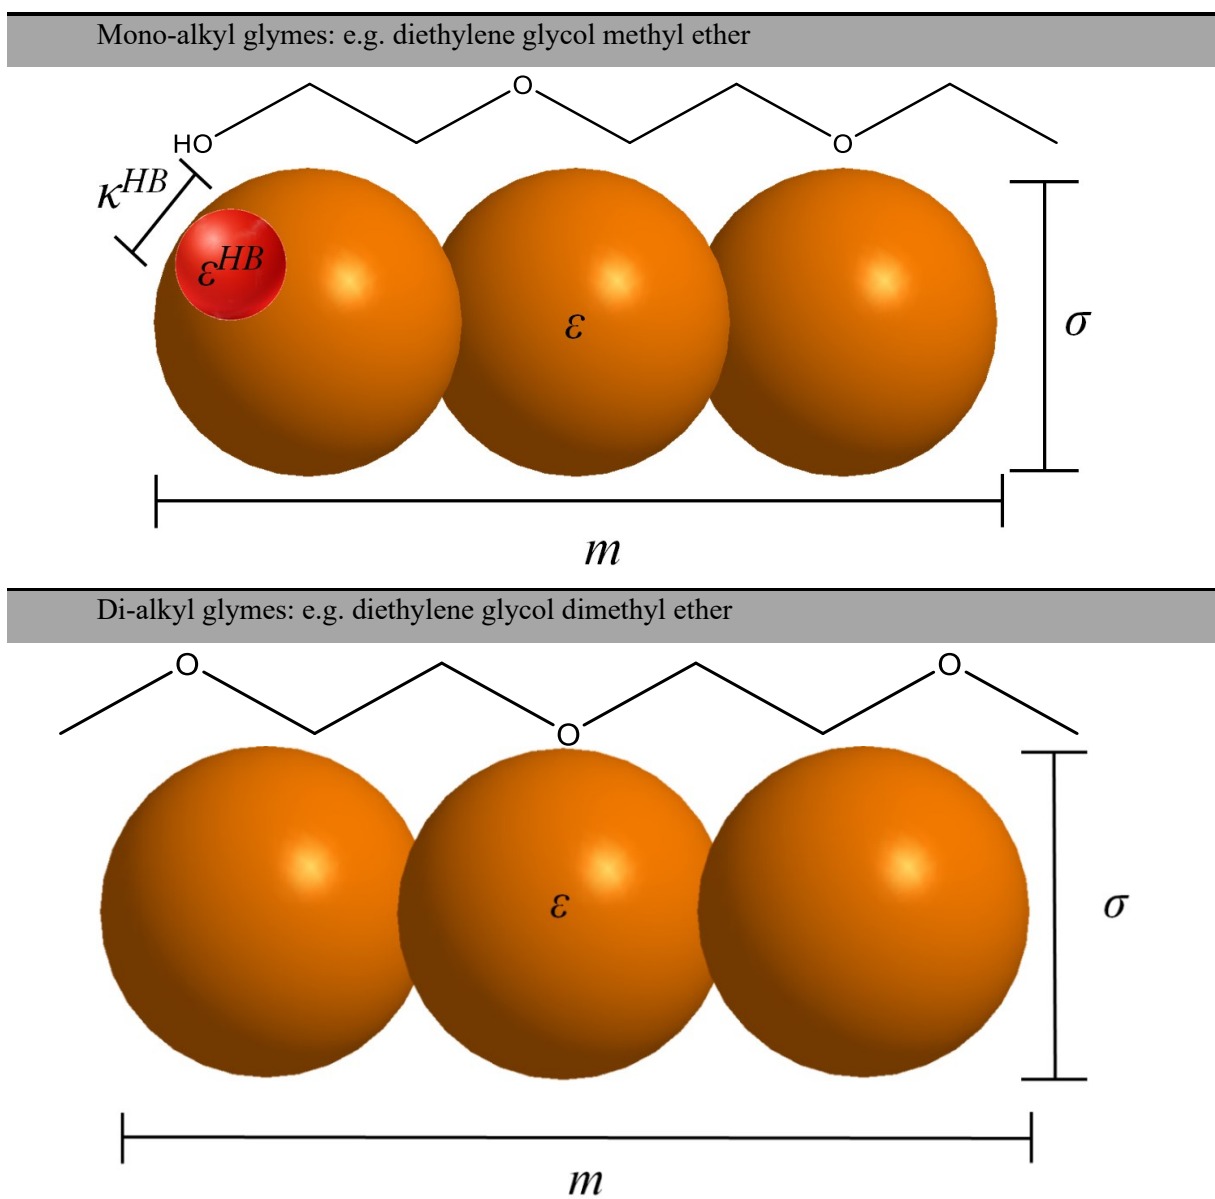 Mono-alkyl glymes: e.g. diethylene glycol methyl ether
O
HO
O
κ^HB
ε^HB
ε
σ
m
Di-alkyl glymes: e.g. diethylene glycol dimethyl ether
O
O
O
ε
σ
m